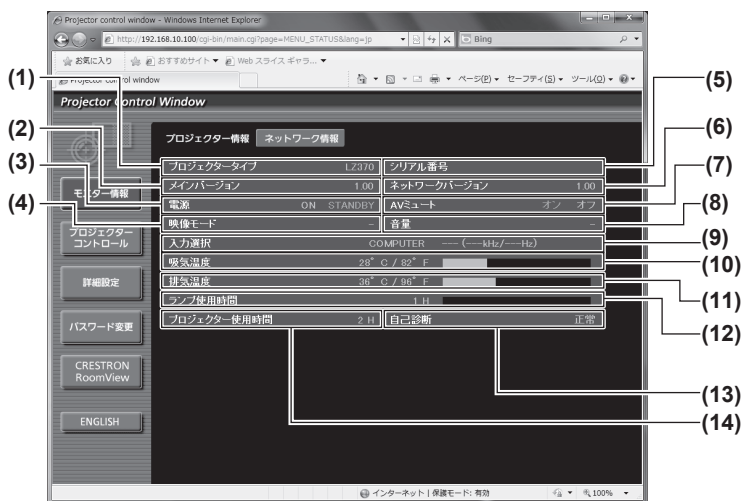 Projector control window - Windows Internet Explorer
http://192.168.10.100/cgi-bin/main.cgi?page=MENU_STATUS&lang=jp
Bing
お気に入り
おすすめサイト
Web スライス ギャラ...
Projector control window
ページ(P)
セーフティ(S)
ツール(O)
Projector Control Window
プロジェクター情報
ネットワーク情報
プロジェクタータイプ LZ370
シリアル番号
メインバージョン 1.00
ネットワークバージョン 1.00
電源 ON STANDBY
AVミュート オン オフ
映像モード -
音量 -
入力選択 COMPUTER --- (---kHz/---Hz)
吸気温度 28° C / 82° F
排気温度 36° C / 96° F
ランプ使用時間 1 H
プロジェクター使用時間 2 H
自己診断 正常
モニター情報
プロジェクター
コントロール
詳細設定
パスワード変更
CRESTRON
RoomView
ENGLISH
インターネット | 保護モード: 有効
100%
(1)
(2)
(3)
(4)
(5)
(6)
(7)
(8)
(9)
(10)
(11)
(12)
(13)
(14)